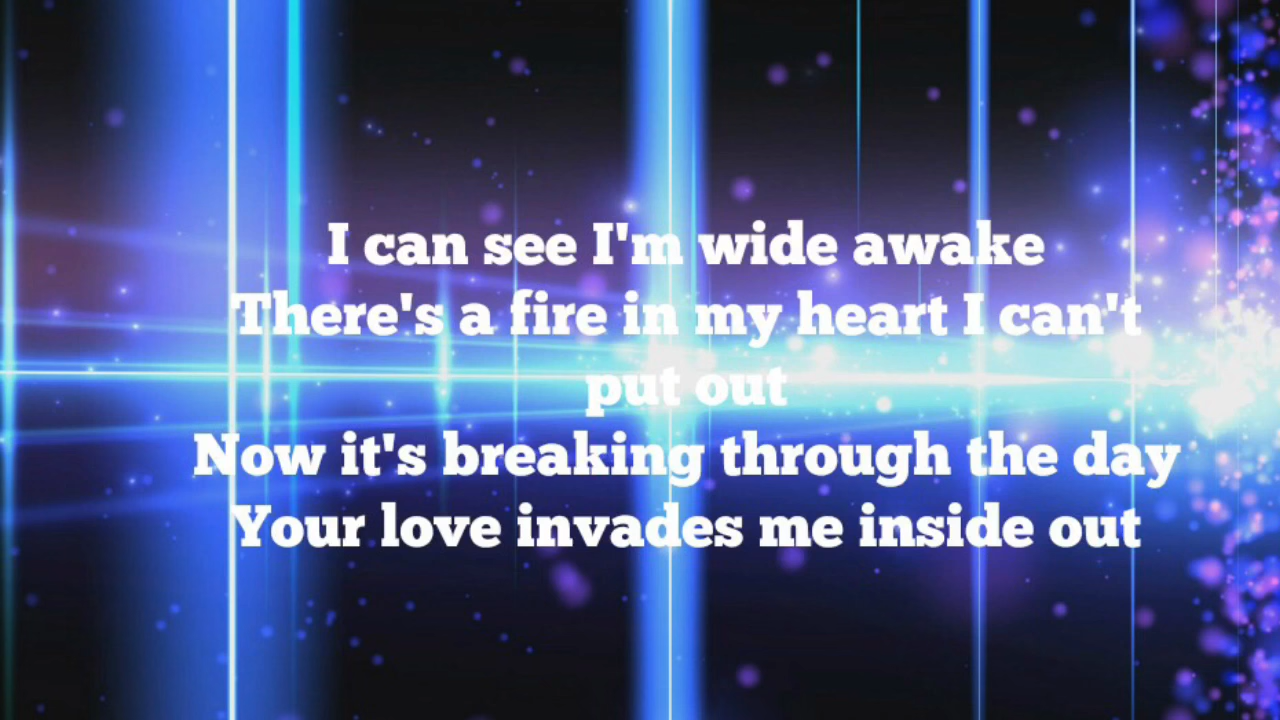 I can see I'm wide awake
There's a fire in my heart I can't
put out
Now it's breaking through the day
Your love invades me inside out